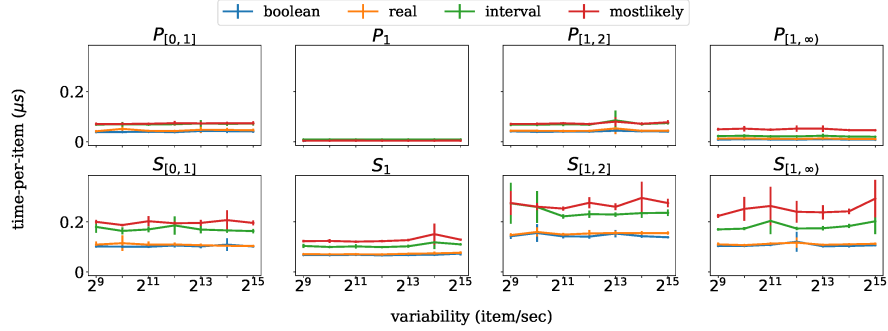 boolean real interval mostlikely
P[0,1] P1 P[1,2] P[1,∞)
0.2
0
S[0,1] S1 S[1,2] S[1,∞)
0.2
0
2^9 2^11 2^13 2^15 2^9 2^11 2^13 2^15 2^9 2^11 2^13 2^15 2^9 2^11 2^13 2^15
time-per-item (μs)
variability (item/sec)